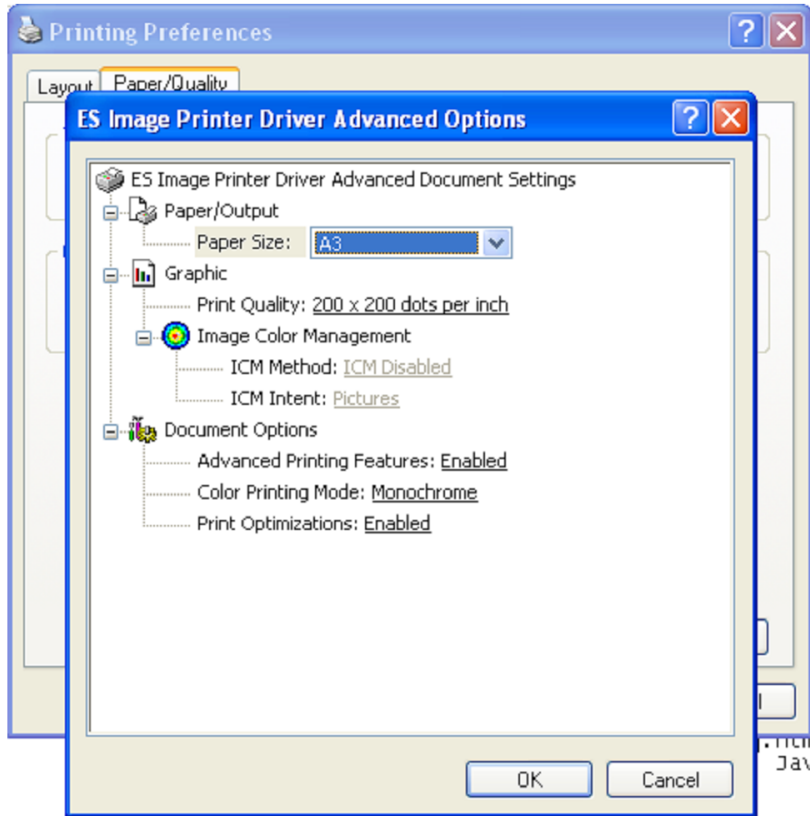 Printing Preferences
Layout Paper/Quality
ES Image Printer Driver Advanced Options
ES Image Printer Driver Advanced Document Settings
Paper/Output
Paper Size: A3
Graphic
Print Quality: 200 x 200 dots per inch
Image Color Management
ICM Method: ICM Disabled
ICM Intent: Pictures
Document Options
Advanced Printing Features: Enabled
Color Printing Mode: Monochrome
Print Optimizations: Enabled
OK Cancel